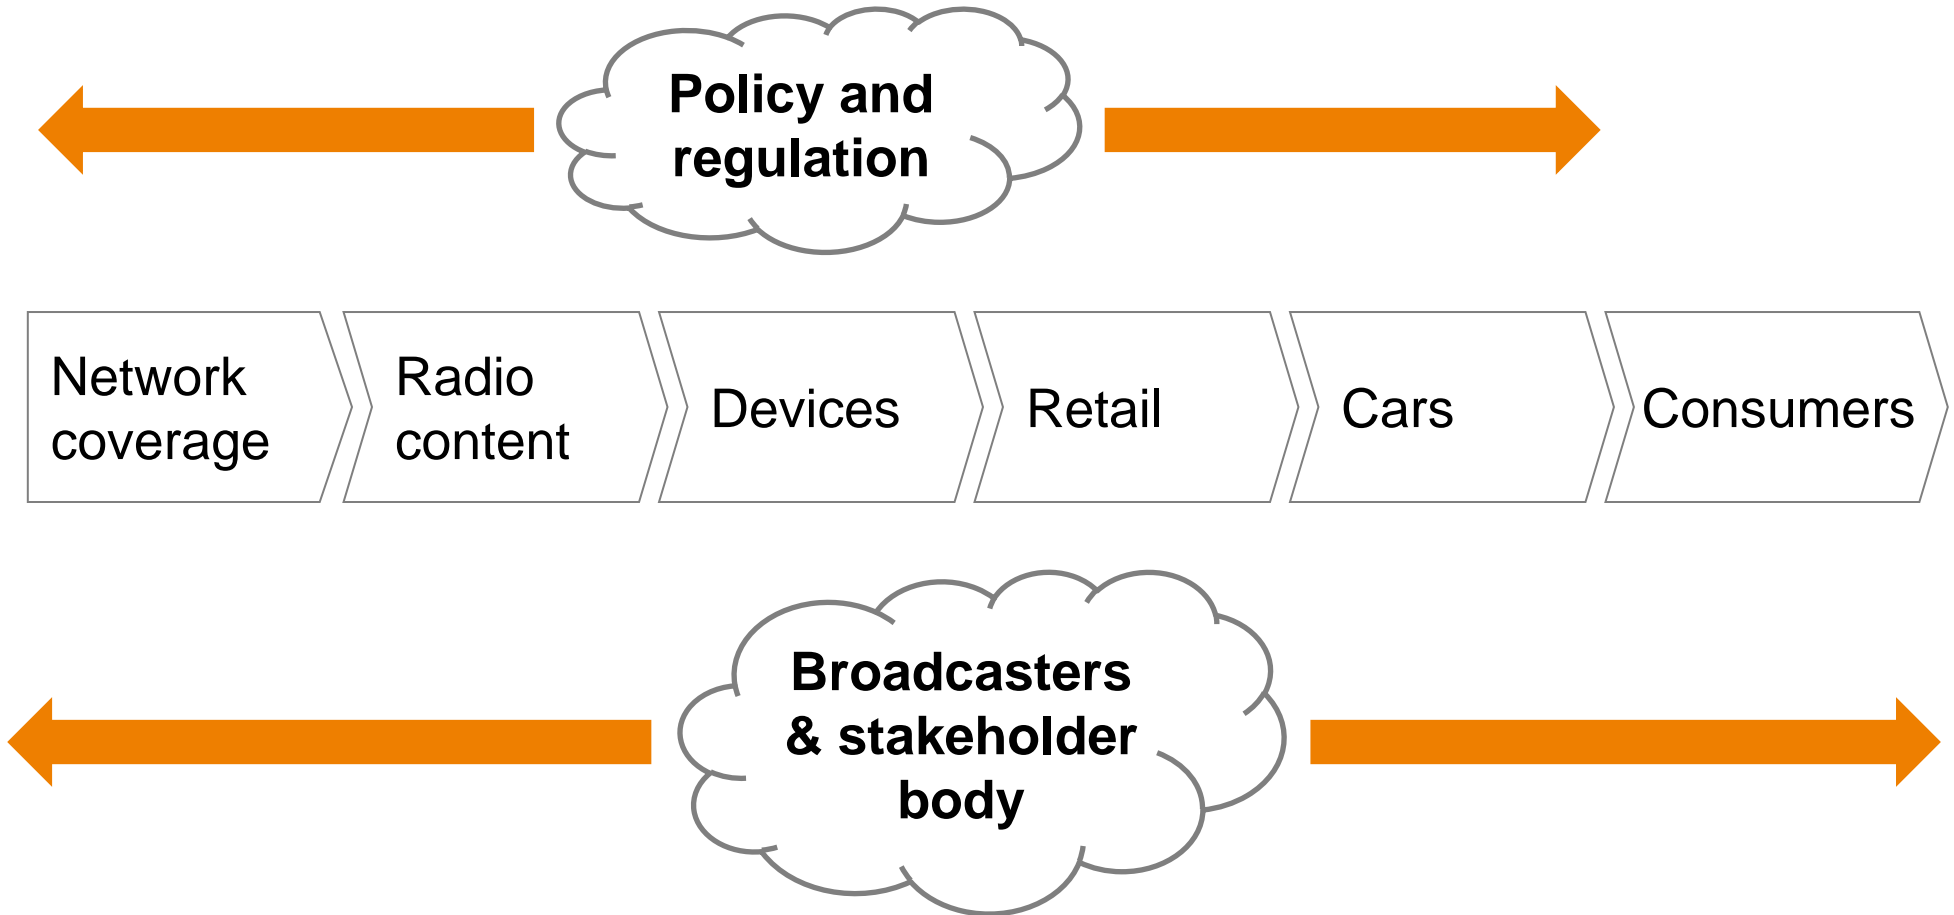 Policy and
regulation
Network
coverage
Radio
content
Devices
Retail
Cars
Consumers
Broadcasters
& stakeholder
body